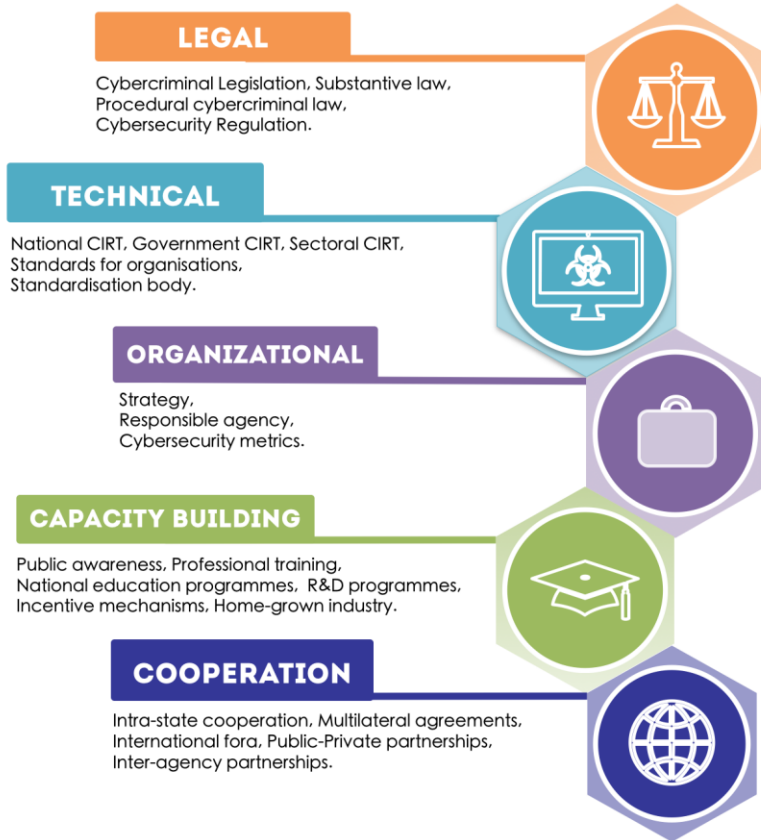 LEGAL
Cybercriminal Legislation, Substantive law,
Procedural cybercriminal law,
Cybersecurity Regulation.
TECHNICAL
National CIRT, Government CIRT, Sectoral CIRT,
Standards for organisations,
Standardisation body.
ORGANIZATIONAL
Strategy,
Responsible agency,
Cybersecurity metrics.
CAPACITY BUILDING
Public awareness, Professional training,
National education programmes, R&D programmes,
Incentive mechanisms, Home-grown industry.
COOPERATION
Intra-state cooperation, Multilateral agreements,
International fora, Public-Private partnerships,
Inter-agency partnerships.